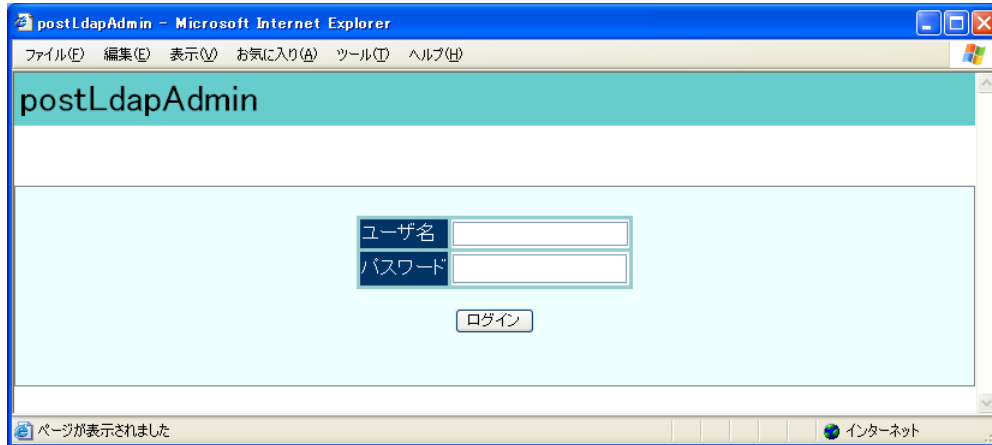 postLdapAdmin - Microsoft Internet Explorer
ファイル(F) 編集(E) 表示(V) お気に入り(A) ツール(T) ヘルプ(H)
postLdapAdmin
ユーザ名
パスワード
ログイン
ページが表示されました インターネット